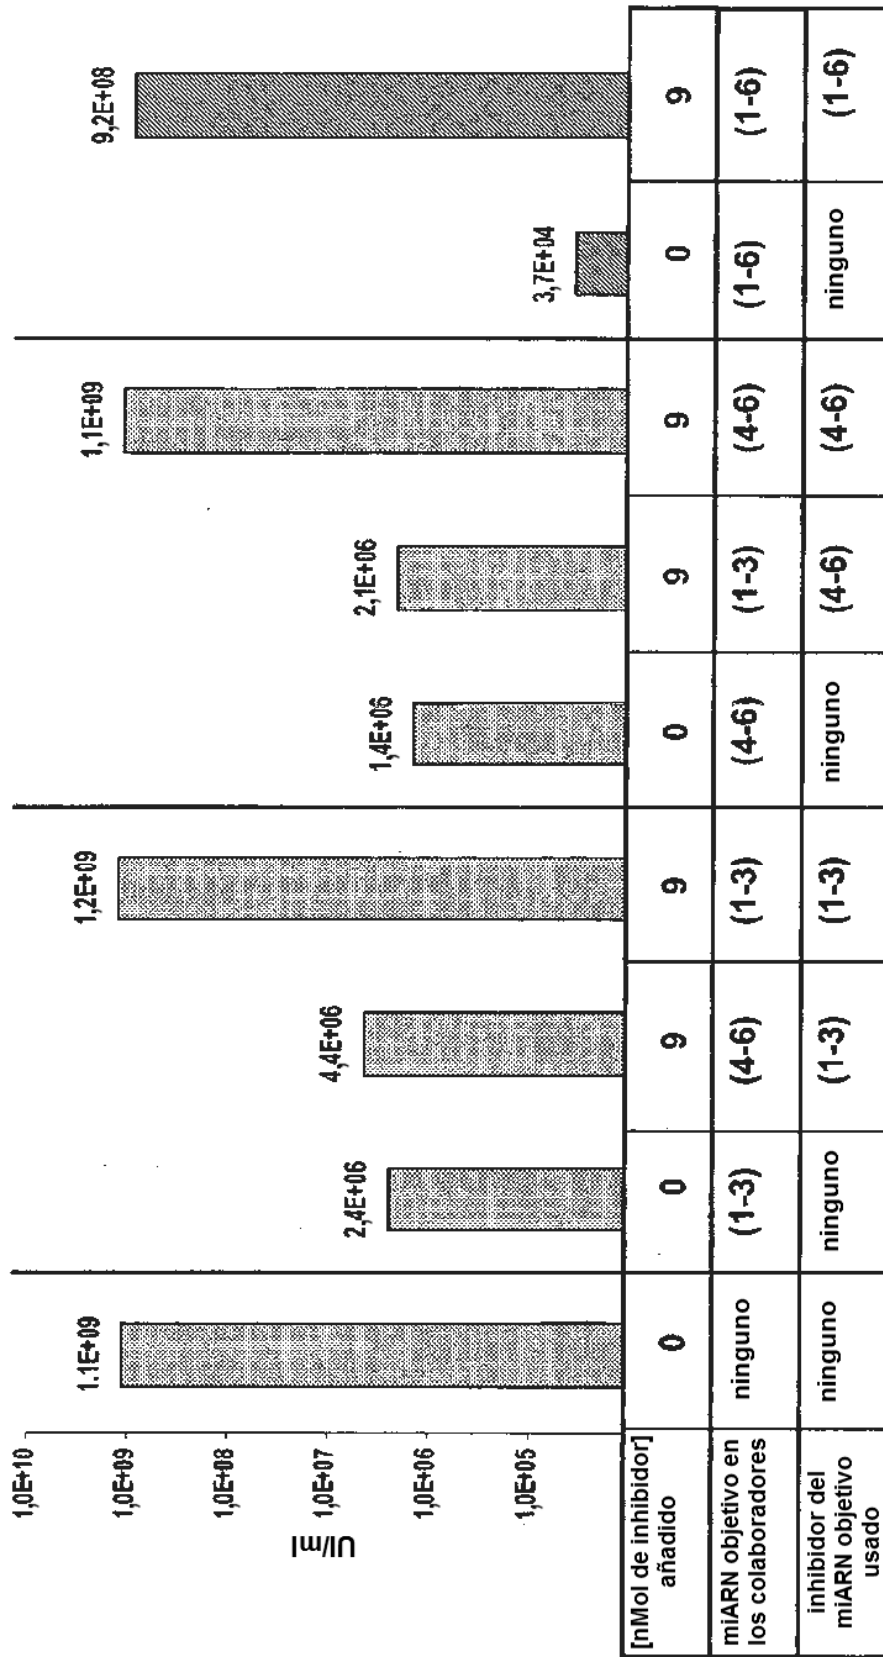 UI/ml
1,0E+10
1,0E+09
1,0E+08
1,0E+07
1,0E+06
1,0E+05
1.1E+09
2,4E+06
4,4E+06
1,2E+09
1,4E+06
2,1E+06
1,1E+09
3,7E+04
9,2E+08
[nMol de inhibidor]
añadido
0
0
9
9
0
9
9
0
9
miARN objetivo en
los colaboradores
ninguno
(1-3)
(4-6)
(1-3)
(4-6)
(1-3)
(4-6)
(1-6)
(1-6)
inhibidor del
miARN objetivo
usado
ninguno
ninguno
(1-3)
(1-3)
ninguno
(4-6)
(4-6)
ninguno
(1-6)